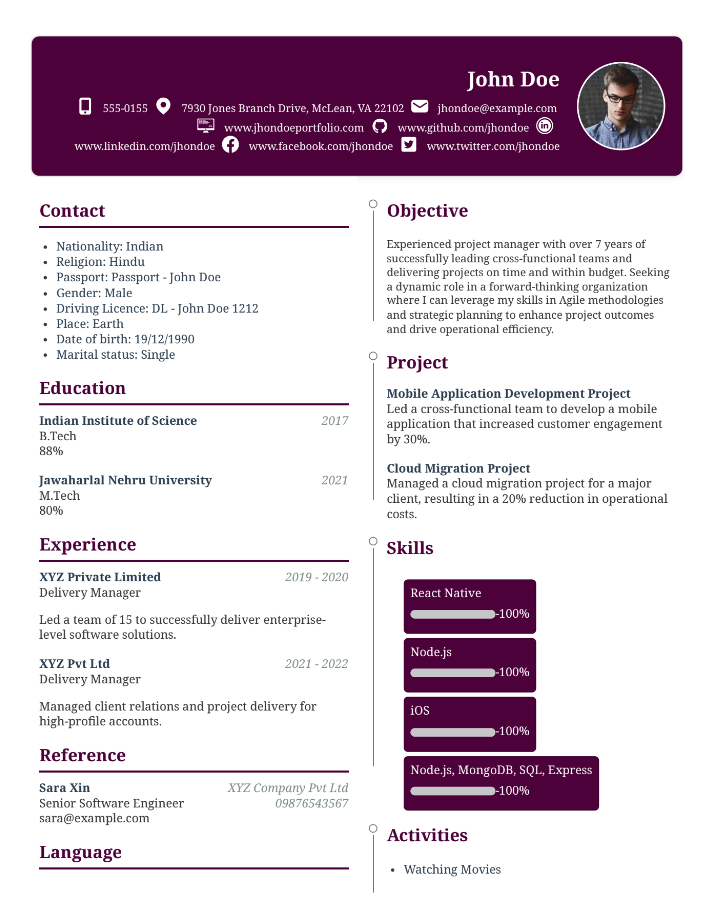 John Doe
555-0155 7930 Jones Branch Drive, McLean, VA 22102 jhondoe@example.com
www.jhondoeportfolio.com www.github.com/jhondoe
www.linkedin.com/jhondoe www.facebook.com/jhondoe www.twitter.com/jhondoe
Contact
• Nationality: Indian
• Religion: Hindu
• Passport: Passport - John Doe
• Gender: Male
• Driving Licence: DL - John Doe 1212
• Place: Earth
• Date of birth: 19/12/1990
• Marital status: Single
Education
Indian Institute of Science 2017
B.Tech
88%
Jawaharlal Nehru University 2021
M.Tech
80%
Experience
XYZ Private Limited 2019 - 2020
Delivery Manager
Led a team of 15 to successfully deliver enterprise-
level software solutions.
XYZ Pvt Ltd 2021 - 2022
Delivery Manager
Managed client relations and project delivery for
high-profile accounts.
Reference
Sara Xin XYZ Company Pvt Ltd
Senior Software Engineer 09876543567
sara@example.com
Language
Objective
Experienced project manager with over 7 years of
successfully leading cross-functional teams and
delivering projects on time and within budget. Seeking
a dynamic role in a forward-thinking organization
where I can leverage my skills in Agile methodologies
and strategic planning to enhance project outcomes
and drive operational efficiency.
Project
Mobile Application Development Project
Led a cross-functional team to develop a mobile
application that increased customer engagement
by 30%.
Cloud Migration Project
Managed a cloud migration project for a major
client, resulting in a 20% reduction in operational
costs.
Skills
React Native
-100%
Node.js
-100%
iOS
-100%
Node.js, MongoDB, SQL, Express
-100%
Activities
• Watching Movies